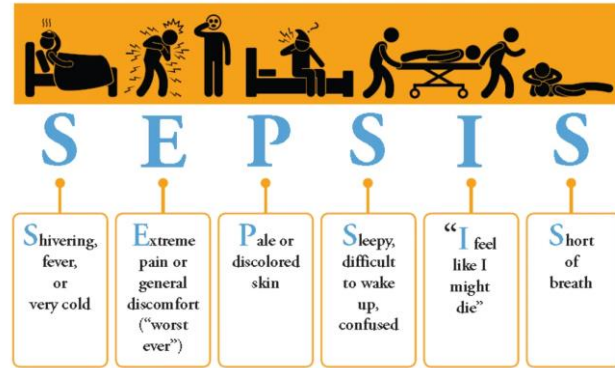 ?
S E P S I S
Shivering,
fever,
or
very cold
Extreme
pain or
general
discomfort
(“worst
ever”)
Pale or
discolored
skin
Sleepy,
difficult
to wake
up,
confused
“I feel
like I
might
die”
Short
of
breath